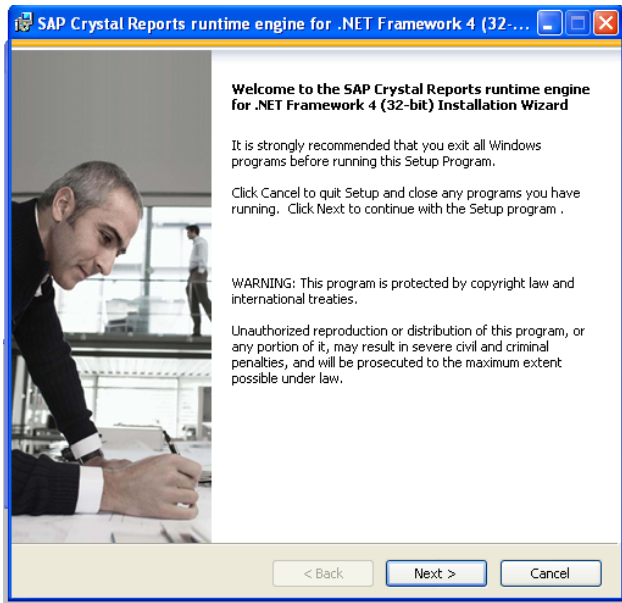 SAP Crystal Reports runtime engine for .NET Framework 4 (32-...
Welcome to the SAP Crystal Reports runtime engine
for .NET Framework 4 (32-bit) Installation Wizard
It is strongly recommended that you exit all Windows
programs before running this Setup Program.
Click Cancel to quit Setup and close any programs you have
running.  Click Next to continue with the Setup program .
WARNING: This program is protected by copyright law and
international treaties.
Unauthorized reproduction or distribution of this program, or
any portion of it, may result in severe civil and criminal
penalties, and will be prosecuted to the maximum extent
possible under law.
< Back Next > Cancel